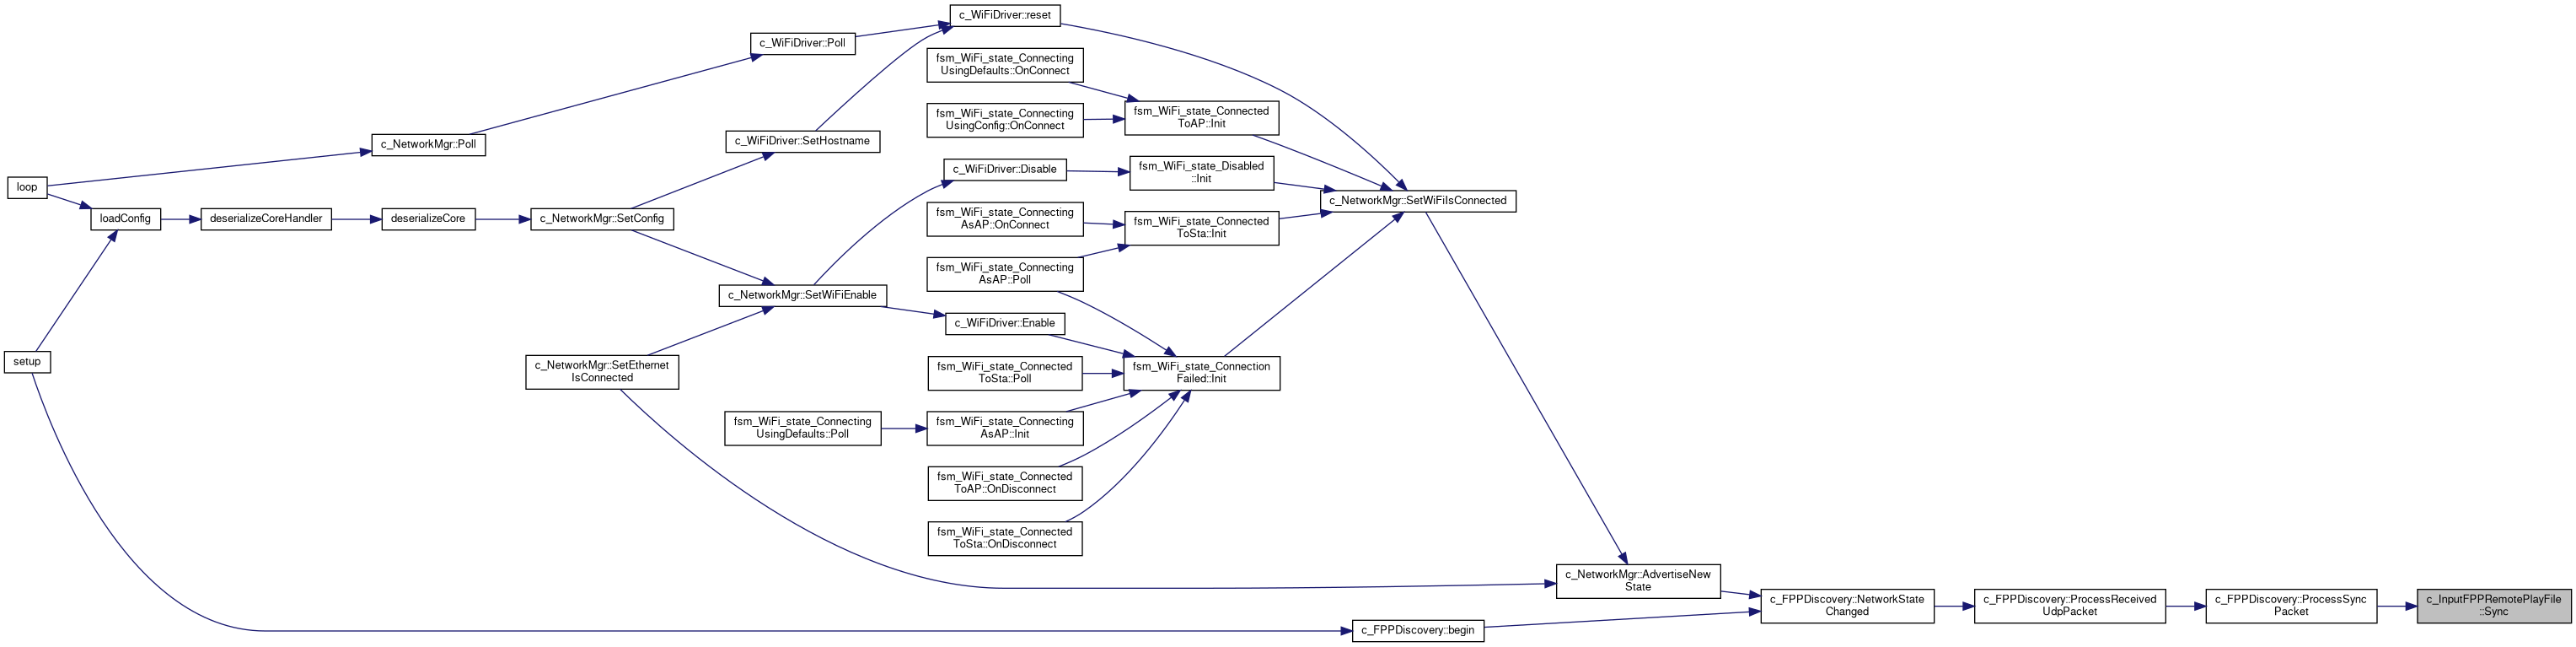 c_WiFiDriver::reset
c_WiFiDriver::Poll
fsm_WiFi_state_Connecting
UsingDefaults::OnConnect
fsm_WiFi_state_Connecting
UsingConfig::OnConnect
fsm_WiFi_state_Connected
ToAP::Init
c_NetworkMgr::Poll
c_WiFiDriver::SetHostname
c_WiFiDriver::Disable
fsm_WiFi_state_Disabled
::Init
loop
c_NetworkMgr::SetWiFiIsConnected
loadConfig
deserializeCoreHandler
deserializeCore
c_NetworkMgr::SetConfig
fsm_WiFi_state_Connecting
AsAP::OnConnect
fsm_WiFi_state_Connected
ToSta::Init
fsm_WiFi_state_Connecting
AsAP::Poll
c_NetworkMgr::SetWiFiEnable
c_WiFiDriver::Enable
setup
c_NetworkMgr::SetEthernet
IsConnected
fsm_WiFi_state_Connected
ToSta::Poll
fsm_WiFi_state_Connection
Failed::Init
fsm_WiFi_state_Connecting
UsingDefaults::Poll
fsm_WiFi_state_Connecting
AsAP::Init
fsm_WiFi_state_Connected
ToAP::OnDisconnect
fsm_WiFi_state_Connected
ToSta::OnDisconnect
c_NetworkMgr::AdvertiseNew
State
c_FPPDiscovery::NetworkState
Changed
c_FPPDiscovery::ProcessReceived
UdpPacket
c_FPPDiscovery::ProcessSync
Packet
c_InputFPPRemotePlayFile
::Sync
c_FPPDiscovery::begin